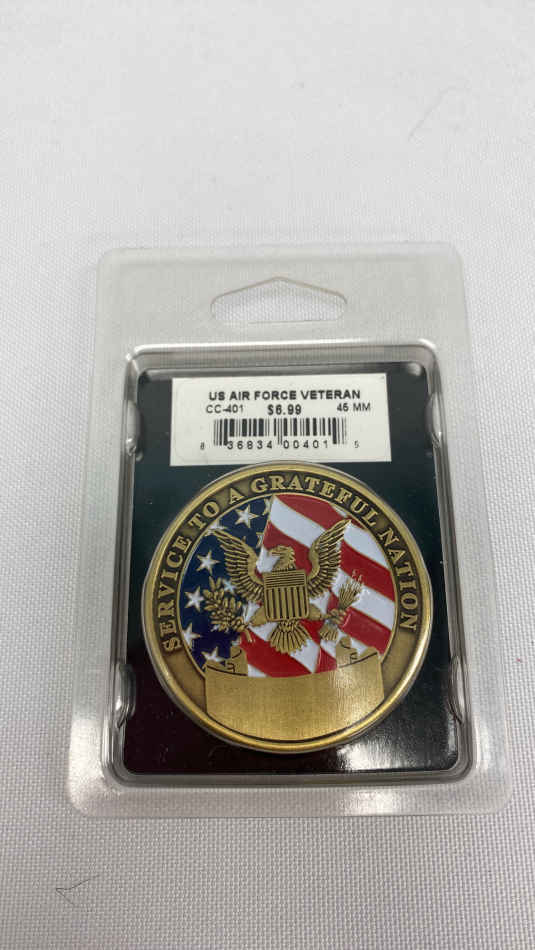 US AIR FORCE VETERAN
CC-401 $6.99 45 MM
8 36834 00401 5
SERVICE TO A GRATEFUL NATION